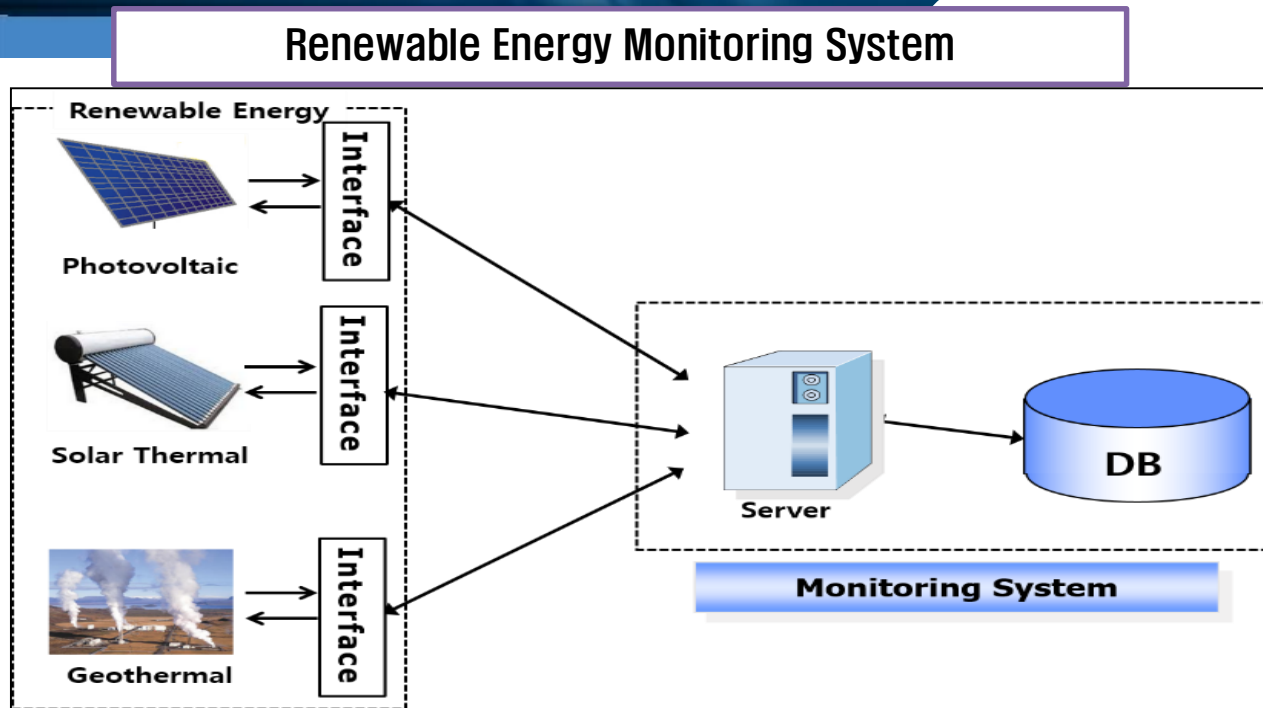 Renewable Energy Monitoring System
Renewable Energy
Interface
Photovoltaic
Interface
Solar Thermal
Interface
Geothermal
Server
DB
Monitoring System